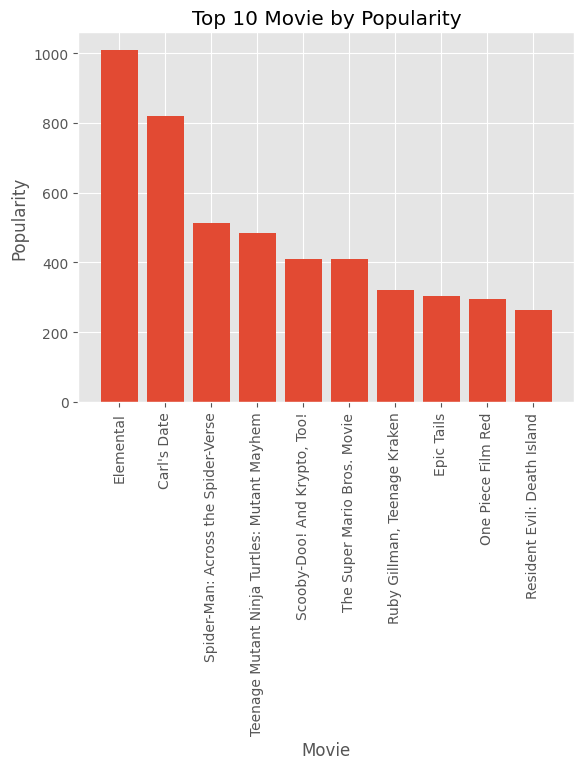 Top 10 Movie by Popularity
Popularity
1000
800
600
400
200
0
Elemental
Carl's Date
Spider-Man: Across the Spider-Verse
Teenage Mutant Ninja Turtles: Mutant Mayhem
Scooby-Doo! And Krypto, Too!
The Super Mario Bros. Movie
Ruby Gillman, Teenage Kraken
Epic Tails
One Piece Film Red
Resident Evil: Death Island
Movie